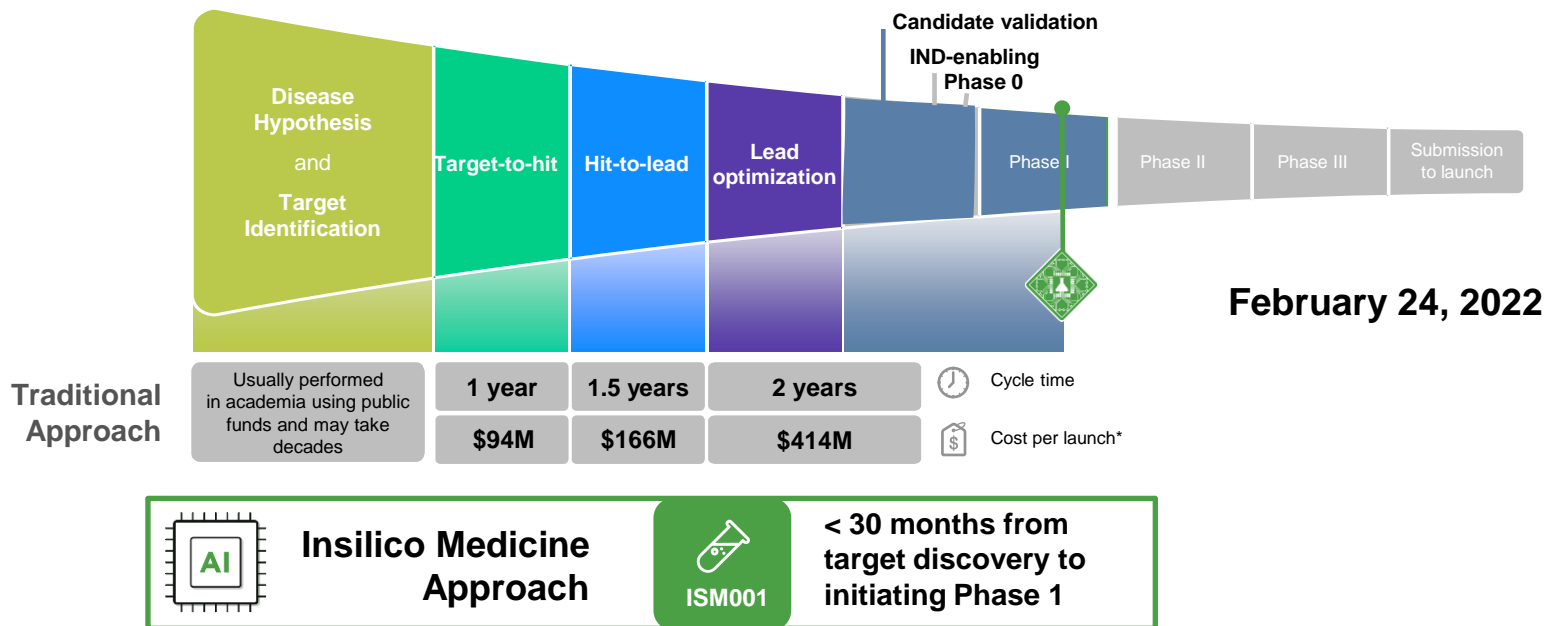 Candidate validation
IND-enabling
Phase 0
Disease
Hypothesis
and
Target
Identification
Target-to-hit
Hit-to-lead
Lead
optimization
Phase I
Phase II
Phase III
Submission
to launch
February 24, 2022
Traditional
Approach
Usually performed
in academia using public
funds and may take
decades
1 year
1.5 years
2 years
Cycle time
$94M
$166M
$414M
$
Cost per launch*
AI
Insilico Medicine
Approach
ISM001
< 30 months from
target discovery to
initiating Phase 1